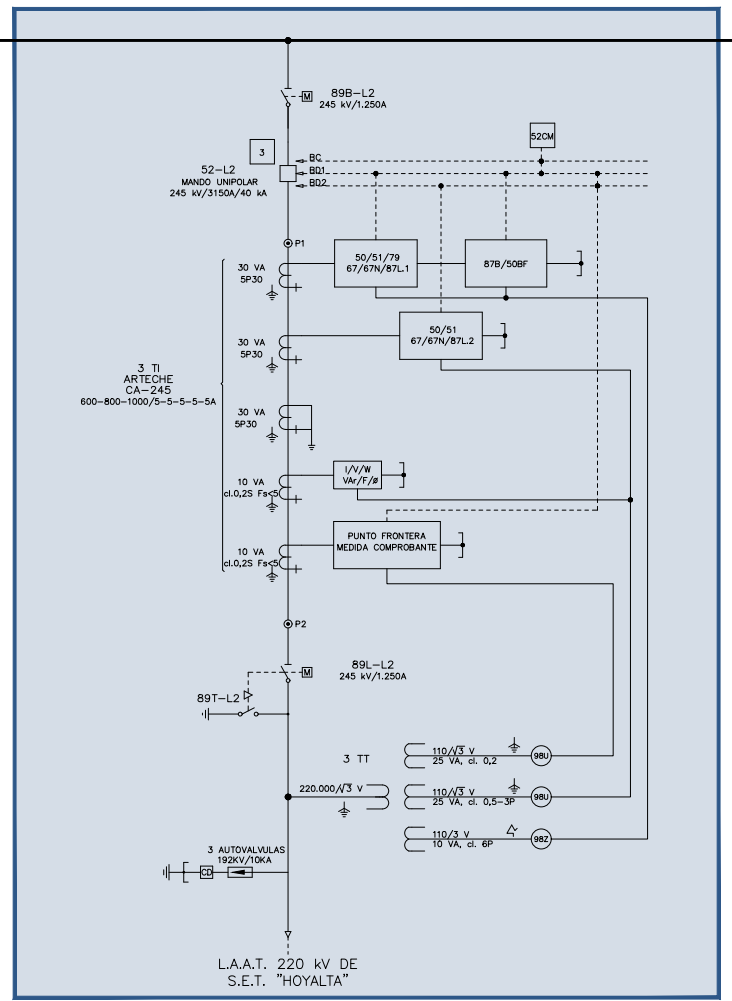 M
89B-L2
245 kV/1.250A
3
52CM
BC
BD1
BD2
52-L2
MANDO UNIPOLAR
245 kV/3150A/40 kA
P1
30 VA
5P30
50/51/79
67/67N/87L.1
87B/50BF
30 VA
5P30
50/51
67/67N/87L.2
3 TI
ARTECHE
CA-245
600-800-1000/5-5-5-5-5A
30 VA
5P30
10 VA
cl.0,2S Fs<5
I/V/W
VAr/F/ø
10 VA
cl.0,2S Fs<5
PUNTO FRONTERA
MEDIDA COMPROBANTE
P2
M
89L-L2
245 kV/1.250A
89T-L2
3 TT
110/√3 V
25 VA, cl. 0,2
98U
220.000/√3 V
110/√3 V
25 VA, cl. 0,5-3P
98U
110/3 V
10 VA, cl. 6P
98Z
3 AUTOVALVULAS
192KV/10KA
CD
L.A.A.T. 220 kV DE
S.E.T. "HOYALTA"